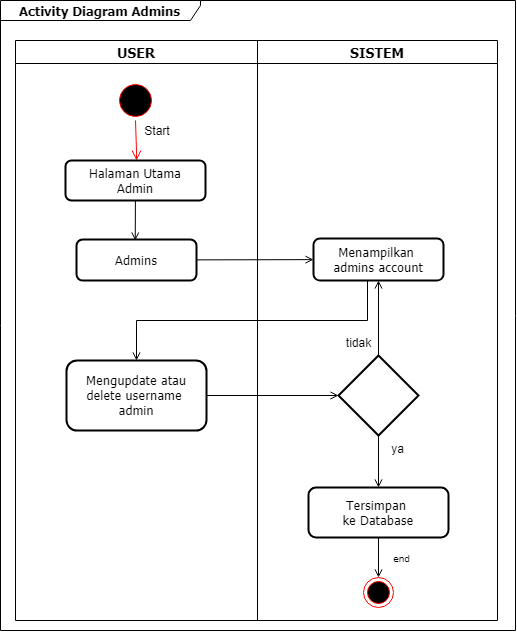 Activity Diagram Admins
USER
SISTEM
Start
Halaman Utama
Admin
Admins
Menampilkan
admins account
tidak
Mengupdate atau
delete username
admin
ya
Tersimpan
ke Database
end